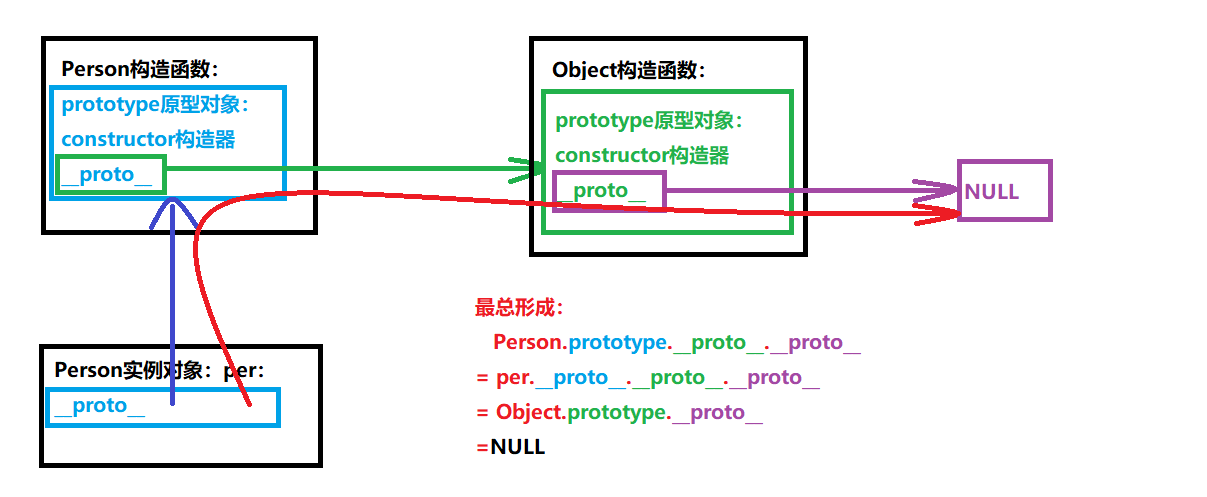 Person构造函数：
prototype原型对象：
constructor构造器
__proto__
Object构造函数：
prototype原型对象：
constructor构造器
__proto__
NULL
Person实例对象：per：
__proto__
最总形成：
Person.prototype.__proto__.__proto__
= per.__proto__.__proto__.__proto__
= Object.prototype.__proto__
=NULL